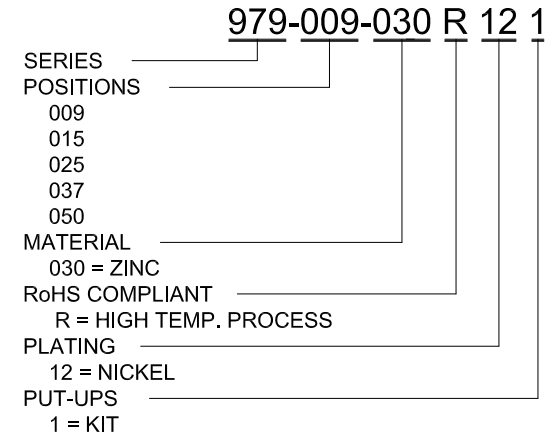 979-009-030 R 12 1
SERIES
POSITIONS
009
015
025
037
050
MATERIAL
030 = ZINC
RoHS COMPLIANT
R = HIGH TEMP. PROCESS
PLATING
12 = NICKEL
PUT-UPS
1 = KIT